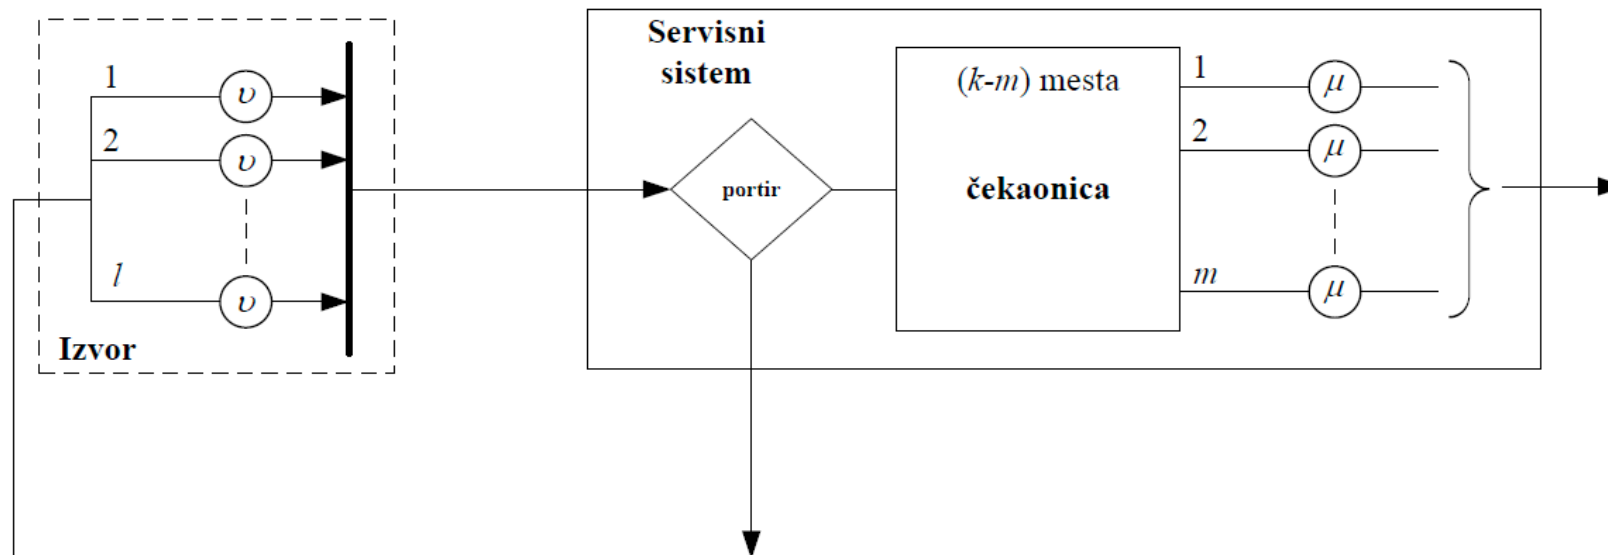 1
υ
2
υ
l
υ
Izvor
Servisni
sistem
portir
(k-m) mesta
čekaonica
1
μ
2
μ
m
μ